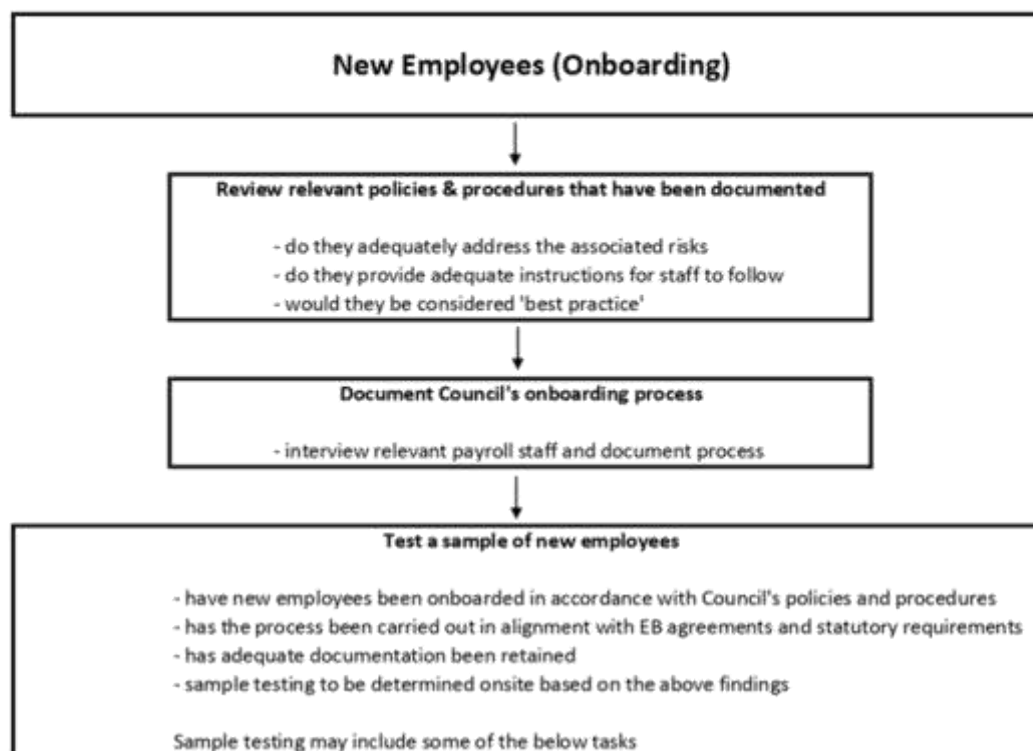 New Employees (Onboarding)
Review relevant policies & procedures that have been documented
- do they adequately address the associated risks
- do they provide adequate instructions for staff to follow
- would they be considered 'best practice'
Document Council's onboarding process
- interview relevant payroll staff and document process
Test a sample of new employees
- have new employees been onboarded in accordance with Council's policies and procedures
- has the process been carried out in alignment with EB agreements and statutory requirements
- has adequate documentation been retained
- sample testing to be determined onsite based on the above findings
Sample testing may include some of the below tasks